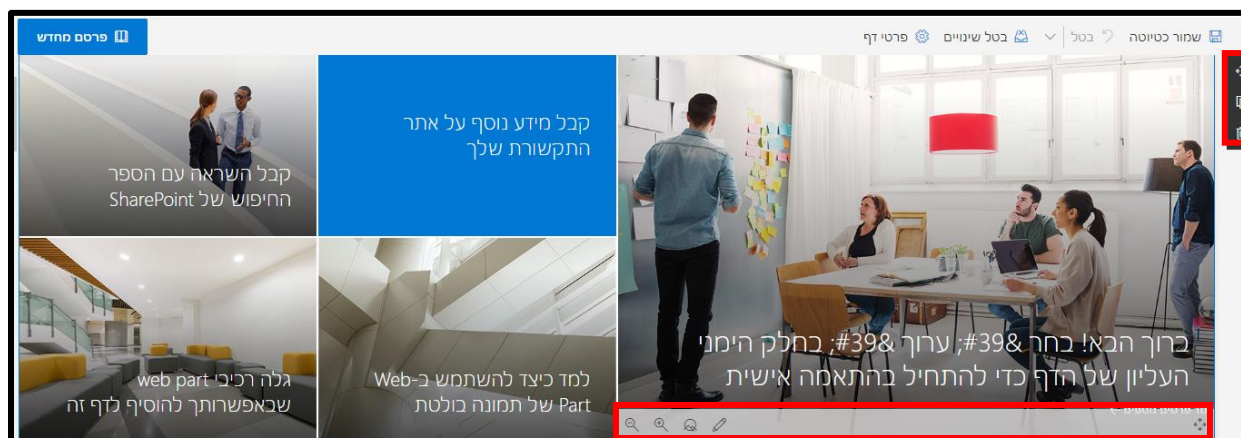 שמור כטיוטה
בטל
בטל שינויים
פרטי דף
פרסם מחדש
ברוך הבא! בחר &#39; ערוך &#39; בחלק הימני
העליון של הדף כדי להתחיל בהתאמה אישית
קבל מידע נוסף על אתר
התקשורת שלך
קבל השראה עם הספר
החיפוש של SharePoint
למד כיצד להשתמש ב-Web
Part של תמונה בולטת
גלה רכיבי web part
שבאפשרותך להוסיף לדף זה